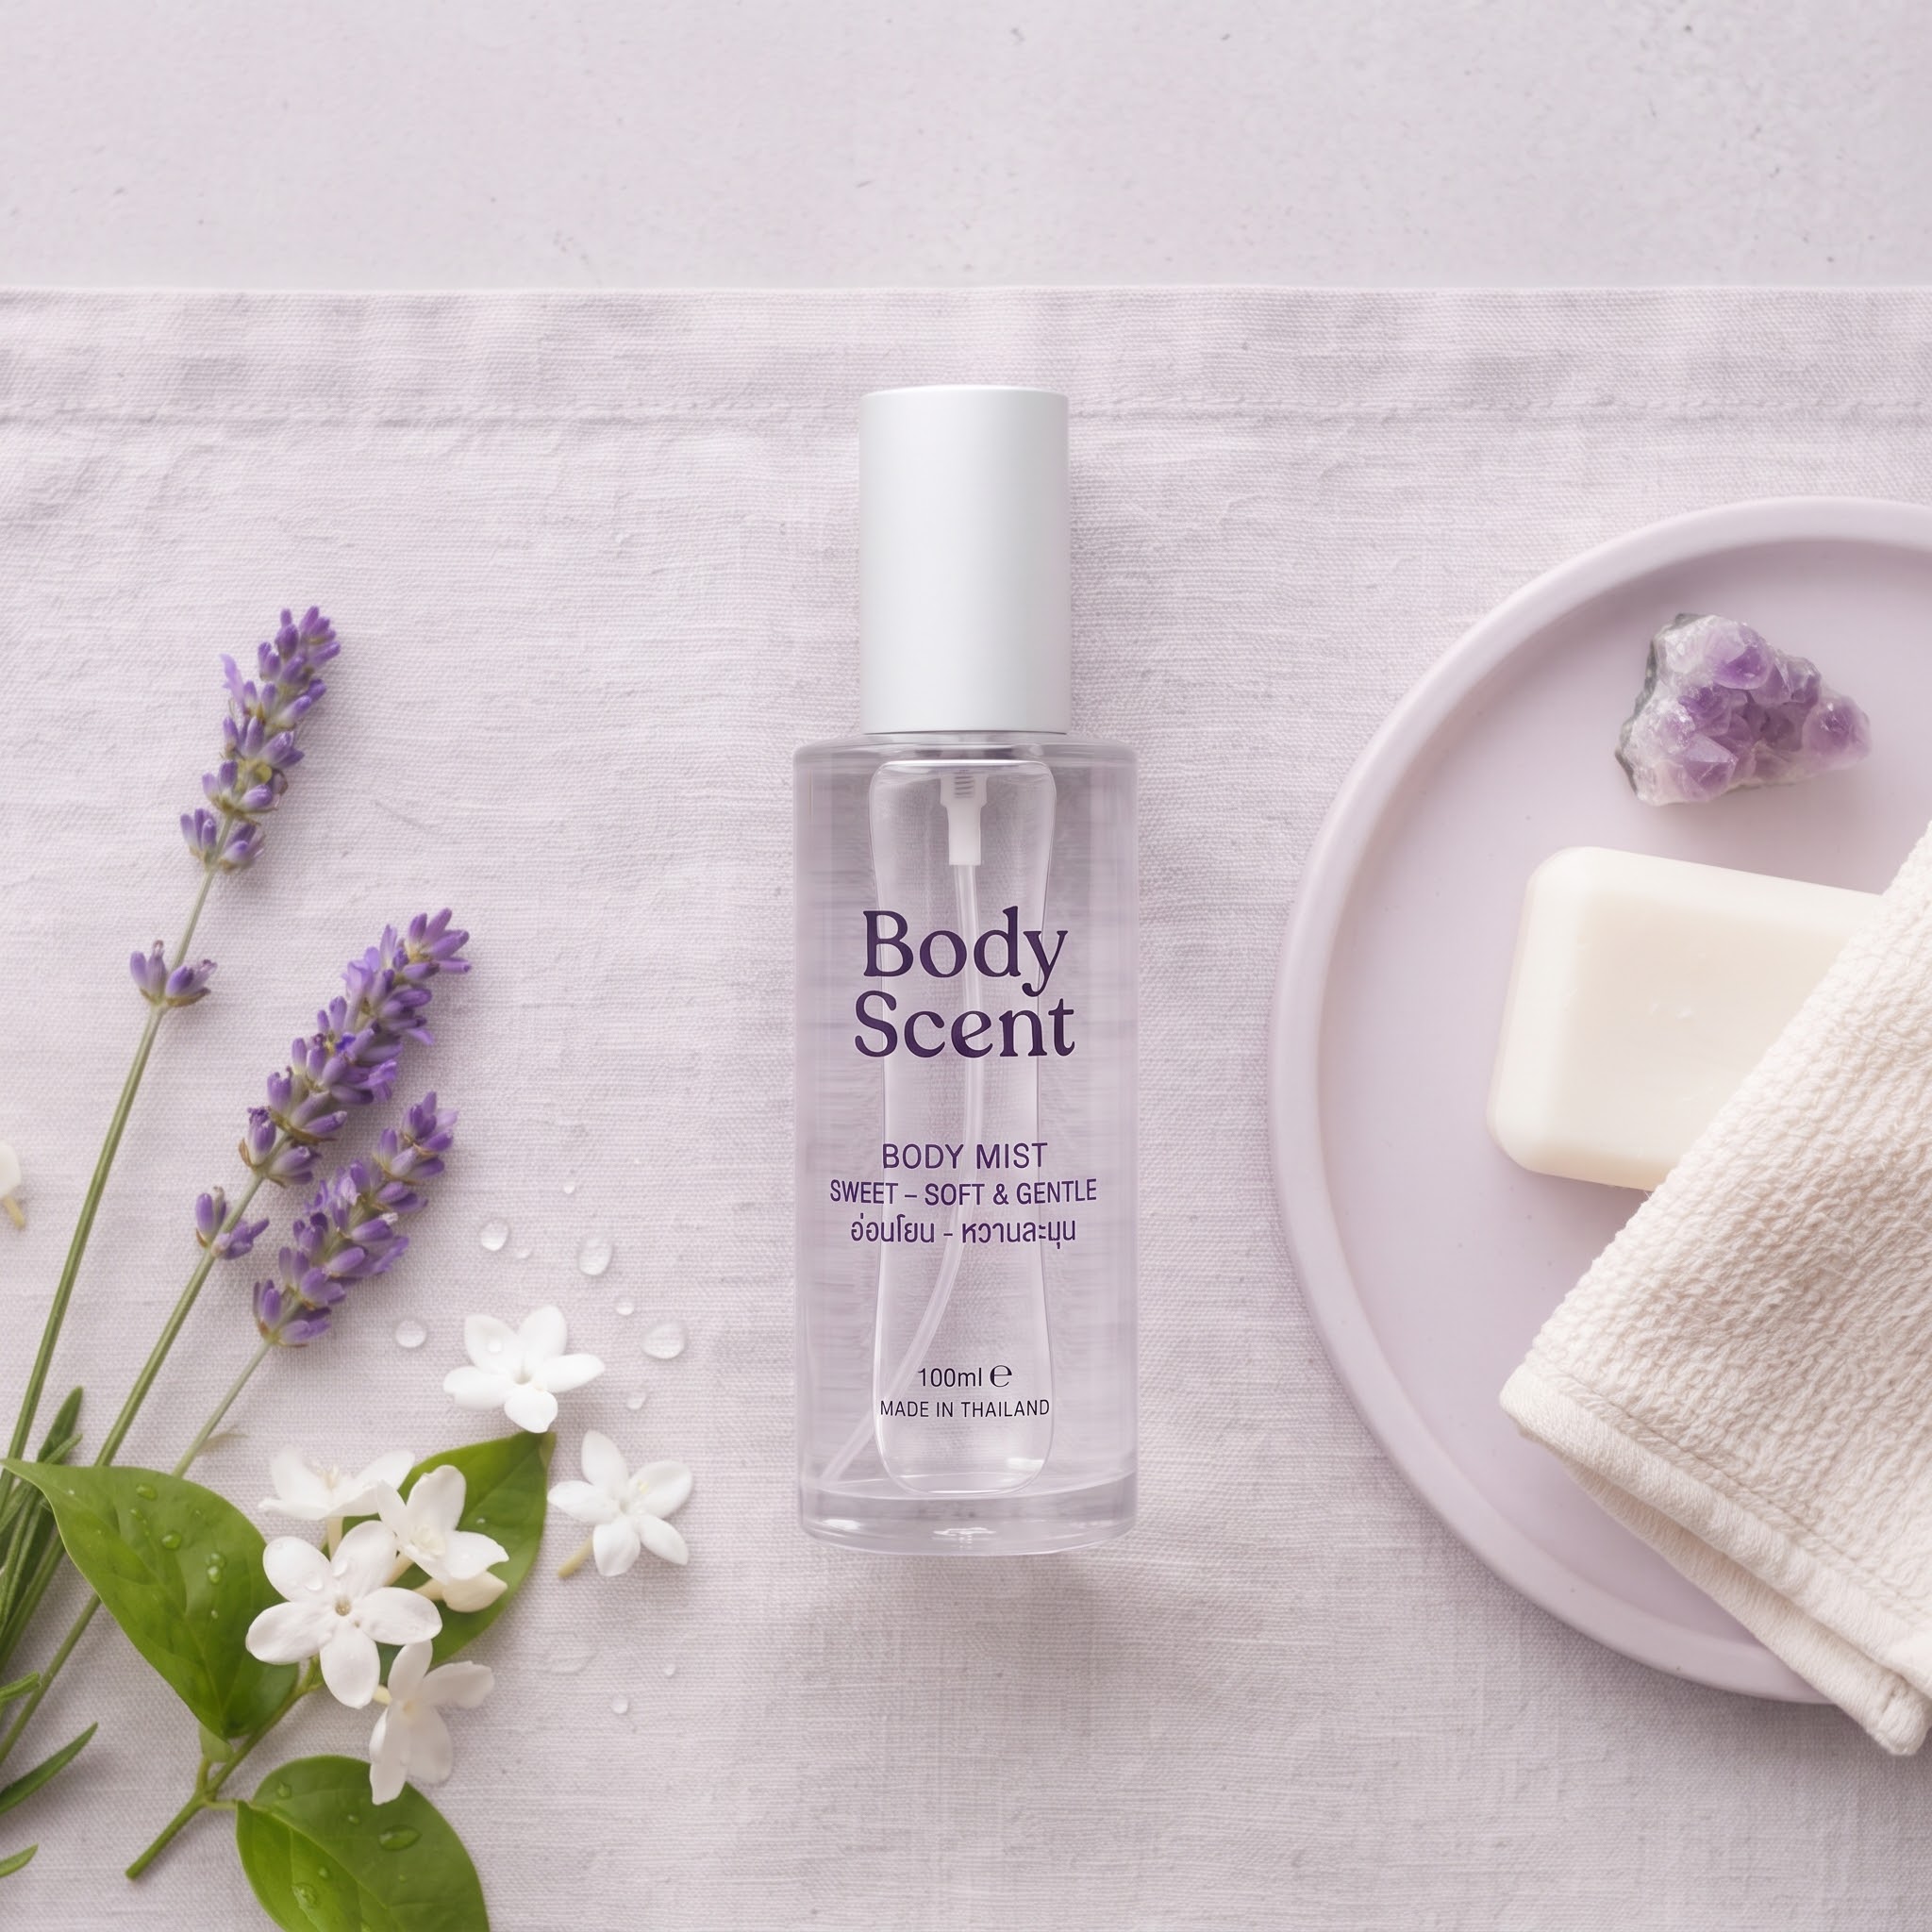 Body
Scent
BODY MIST
SWEET – SOFT & GENTLE
อ่อนโยน - หวานละมุน
100ml ℮
MADE IN THAILAND